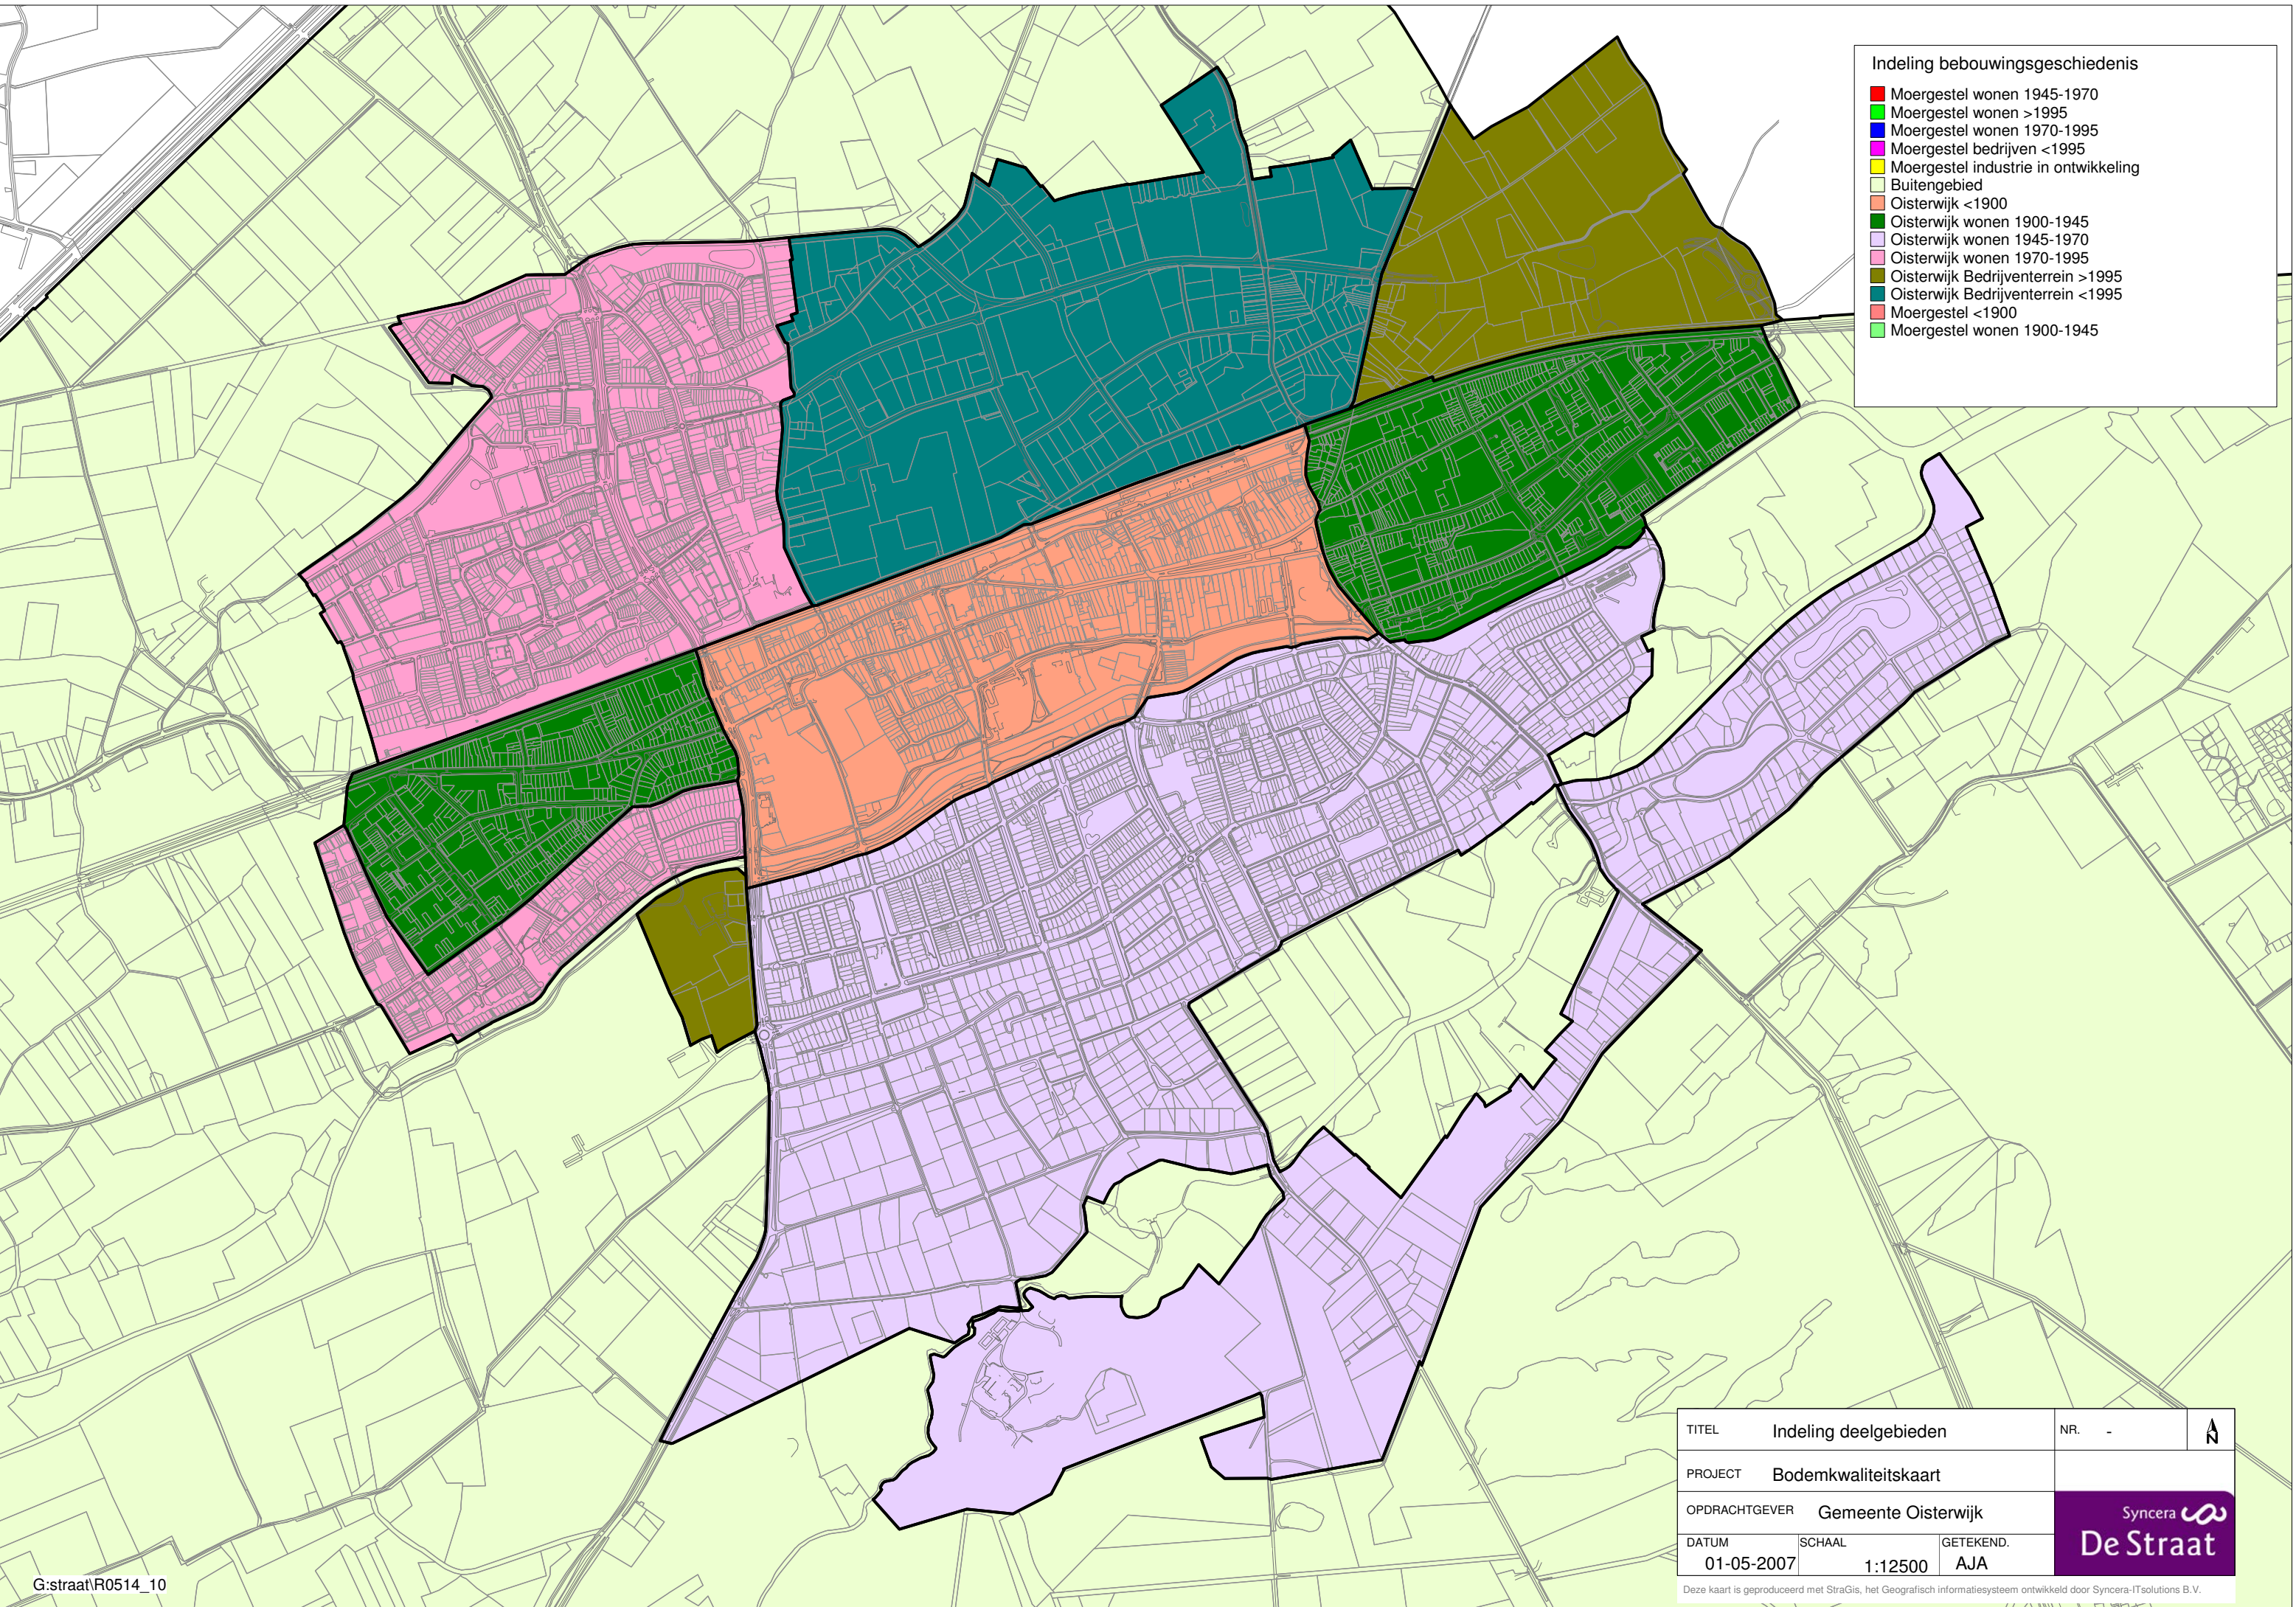 Indeling bebouwingsgeschiedenis
Moergestel wonen 1945-1970
Moergestel wonen >1995
Moergestel wonen 1970-1995
Moergestel bedrijven <1995
Moergestel industrie in ontwikkeling
Buitengebied
Oisterwijk <1900
Oisterwijk wonen 1900-1945
Oisterwijk wonen 1945-1970
Oisterwijk wonen 1970-1995
Oisterwijk Bedrijventerrein >1995
Oisterwijk Bedrijventerrein <1995
Moergestel <1900
Moergestel wonen 1900-1945
TITEL Indeling deelgebieden NR. - N
PROJECT Bodemkwaliteitskaart
OPDRACHTGEVER Gemeente Oisterwijk
DATUM SCHAAL GETEKEND.
01-05-2007 1:12500 AJA
Syncera
De Straat
Deze kaart is geproduceerd met StraGis, het Geografisch informatiesysteem ontwikkeld door Syncera-ITsolutions B.V.
G:straat\R0514_10